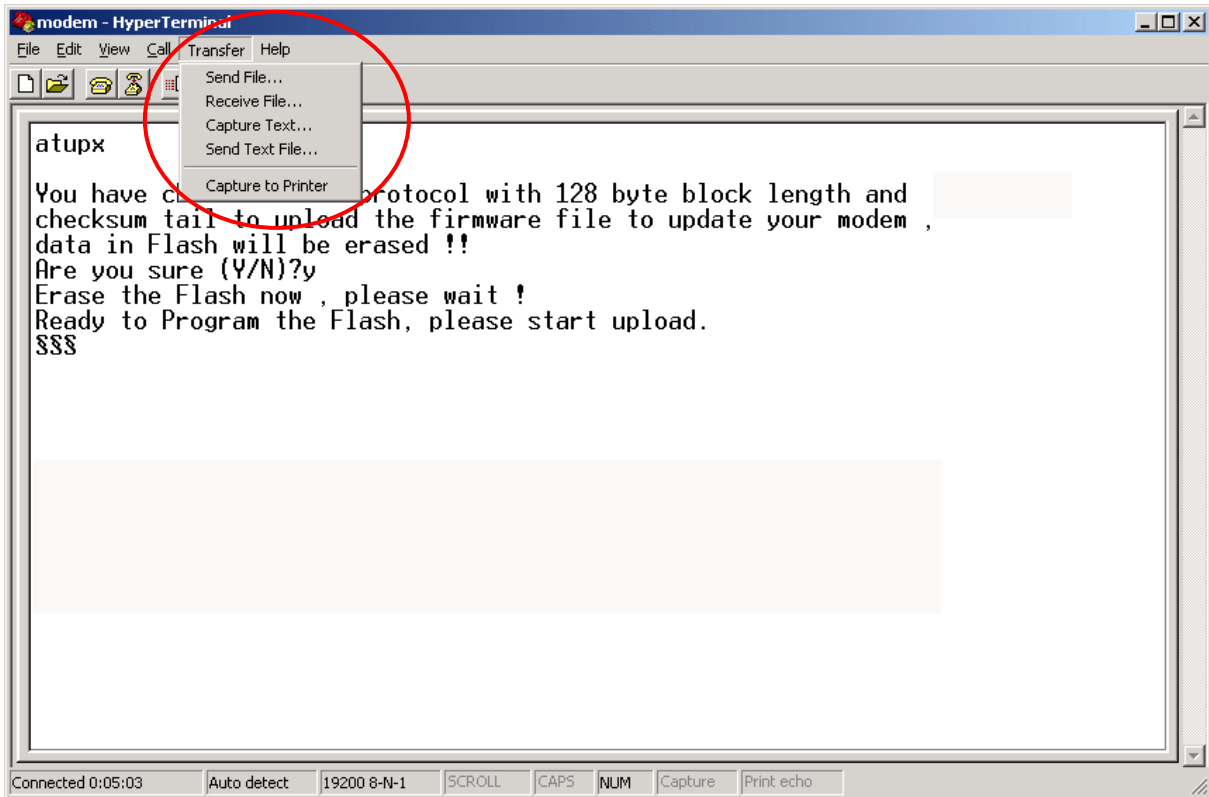 modem - HyperTerminal
File Edit View Call Transfer Help
Send File...
Receive File...
Capture Text...
Send Text File...
Capture to Printer
atupx
You have c rotocol with 128 byte block length and
checksum tail to upload the firmware file to update your modem ,
data in Flash will be erased !!
Are you sure (Y/N)?y
Erase the Flash now , please wait !
Ready to Program the Flash, please start upload.
§§§
Connected 0:05:03 Auto detect 19200 8-N-1 SCROLL CAPS NUM Capture Print echo